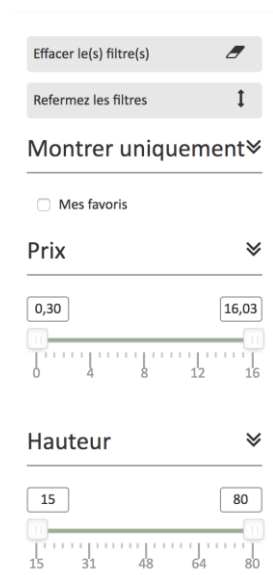 Effacer le(s) filtre(s)
Refermez les filtres
Montrer uniquement
Mes favoris
Prix
0,30 16,03
0 4 8 12 16
Hauteur
15 80
15 31 48 64 80